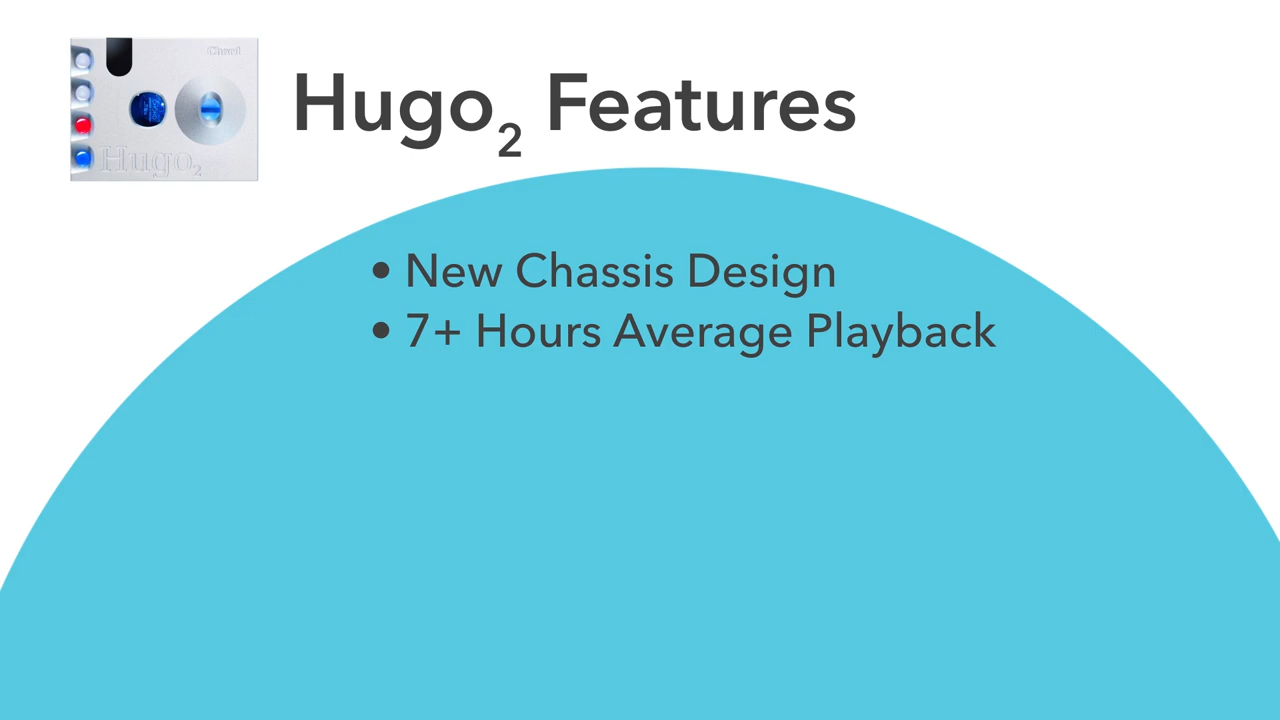 Chord
Hugo2
Hugo2 Features
• New Chassis Design
• 7+ Hours Average Playback